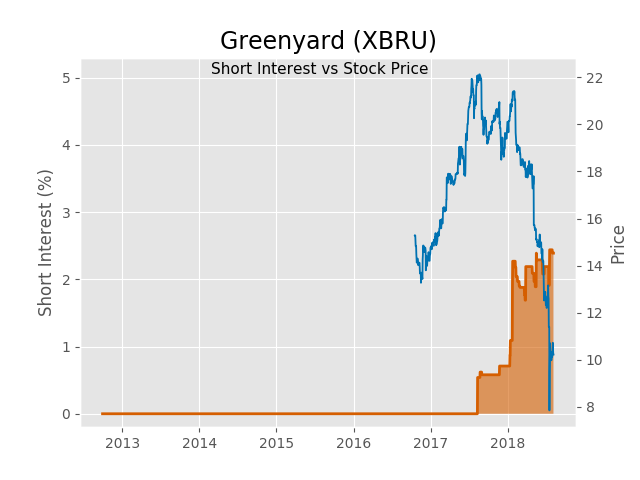 Greenyard (XBRU)
Short Interest vs Stock Price
Short Interest (%)
5
4
3
2
1
0
22
20
18
16
14
12
10
8
Price
2013 2014 2015 2016 2017 2018